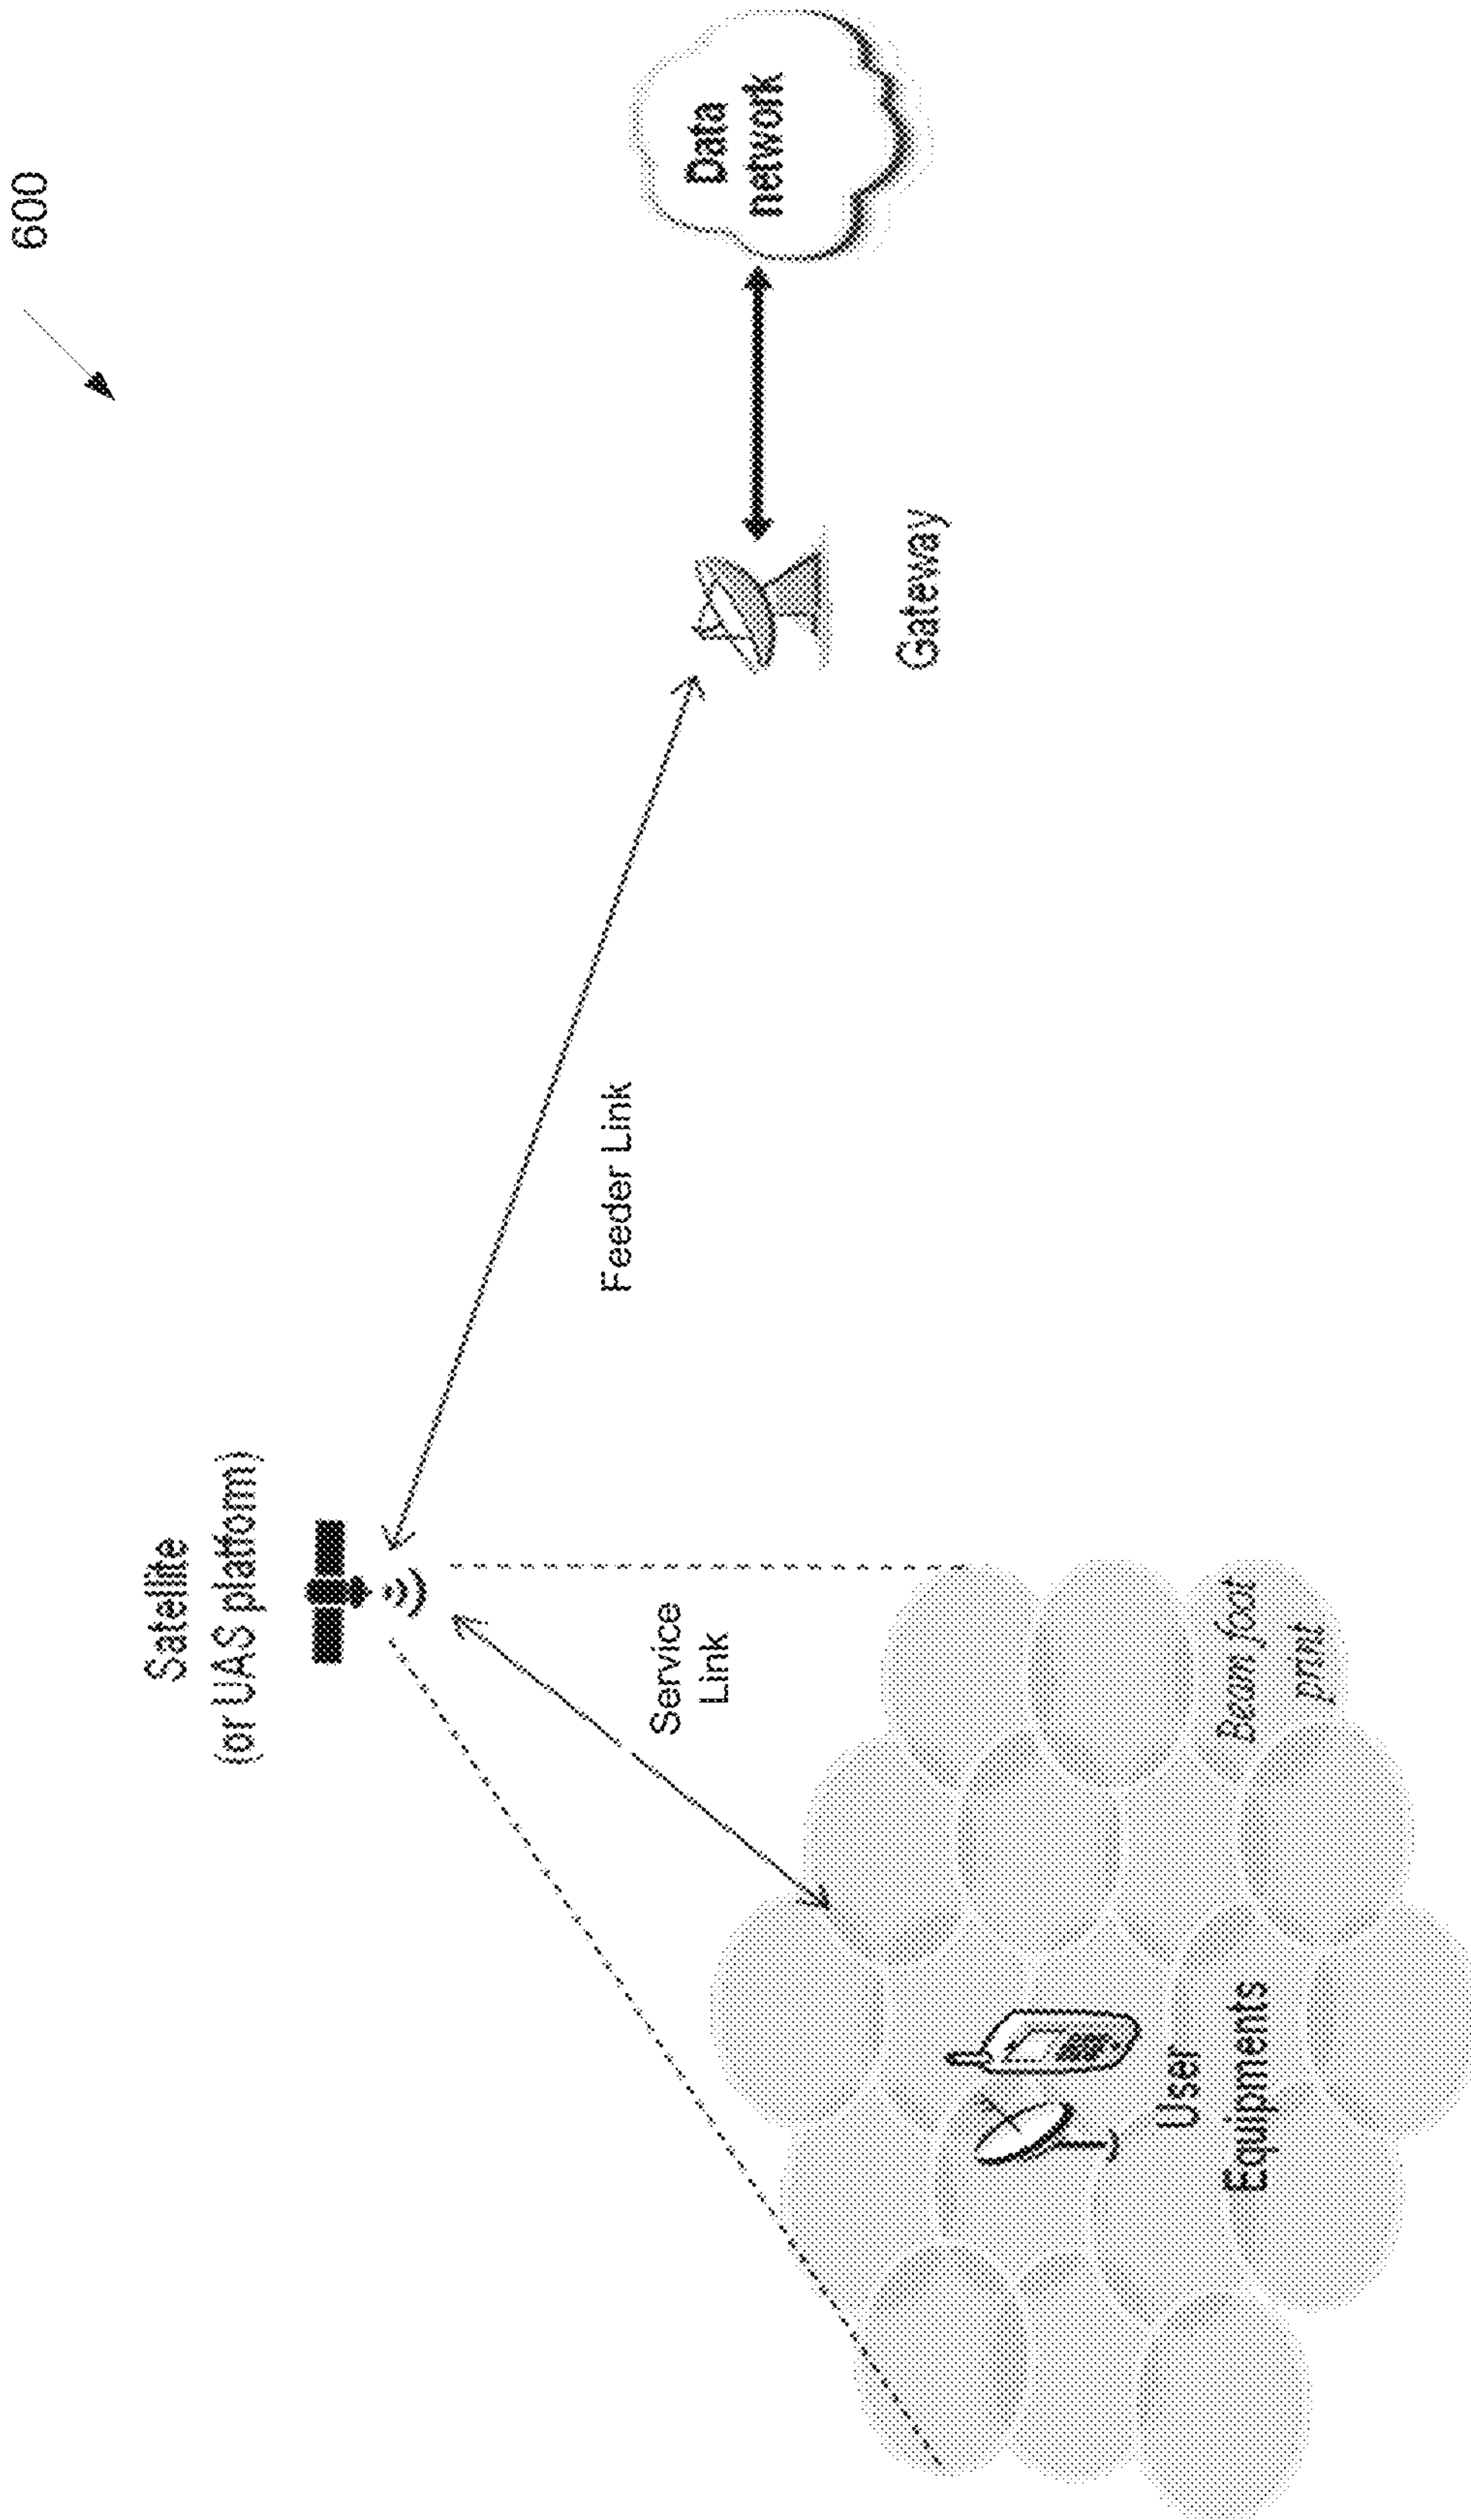 600
Satellite
(or UAS platform)
Feeder Link
Service
Link
Data
network
Gateway
User
Equipments
Beam foot
print